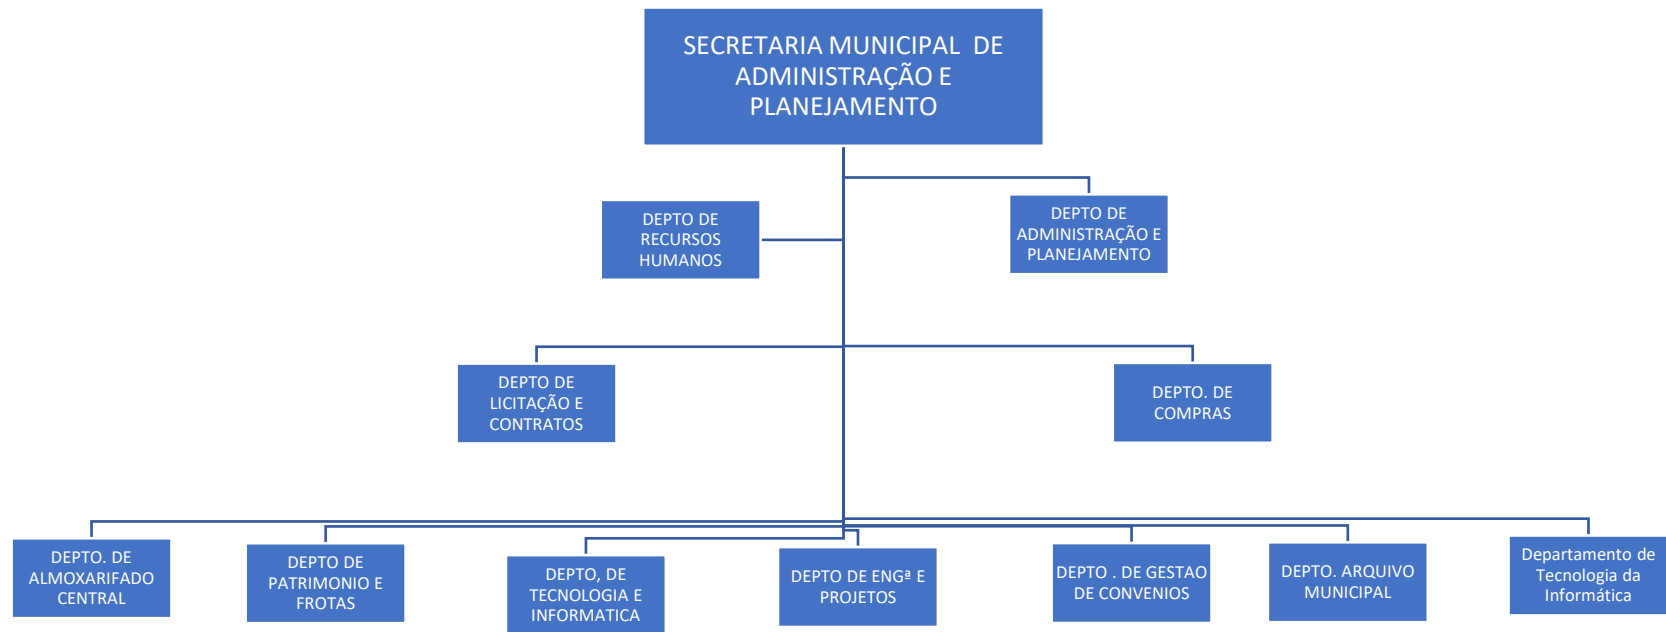 SECRETARIA MUNICIPAL DE
ADMINISTRAÇÃO E
PLANEJAMENTO
DEPTO DE
RECURSOS
HUMANOS
DEPTO DE
ADMINISTRAÇÃO E
PLANEJAMENTO
DEPTO DE
LICITAÇÃO E
CONTRATOS
DEPTO. DE
COMPRAS
DEPTO. DE
ALMOXARIFADO
CENTRAL
DEPTO DE
PATRIMONIO E
FROTAS
DEPTO, DE
TECNOLOGIA E
INFORMATICA
DEPTO DE ENGª E
PROJETOS
DEPTO . DE GESTAO
DE CONVENIOS
DEPTO. ARQUIVO
MUNICIPAL
Departamento de
Tecnologia da
Informática